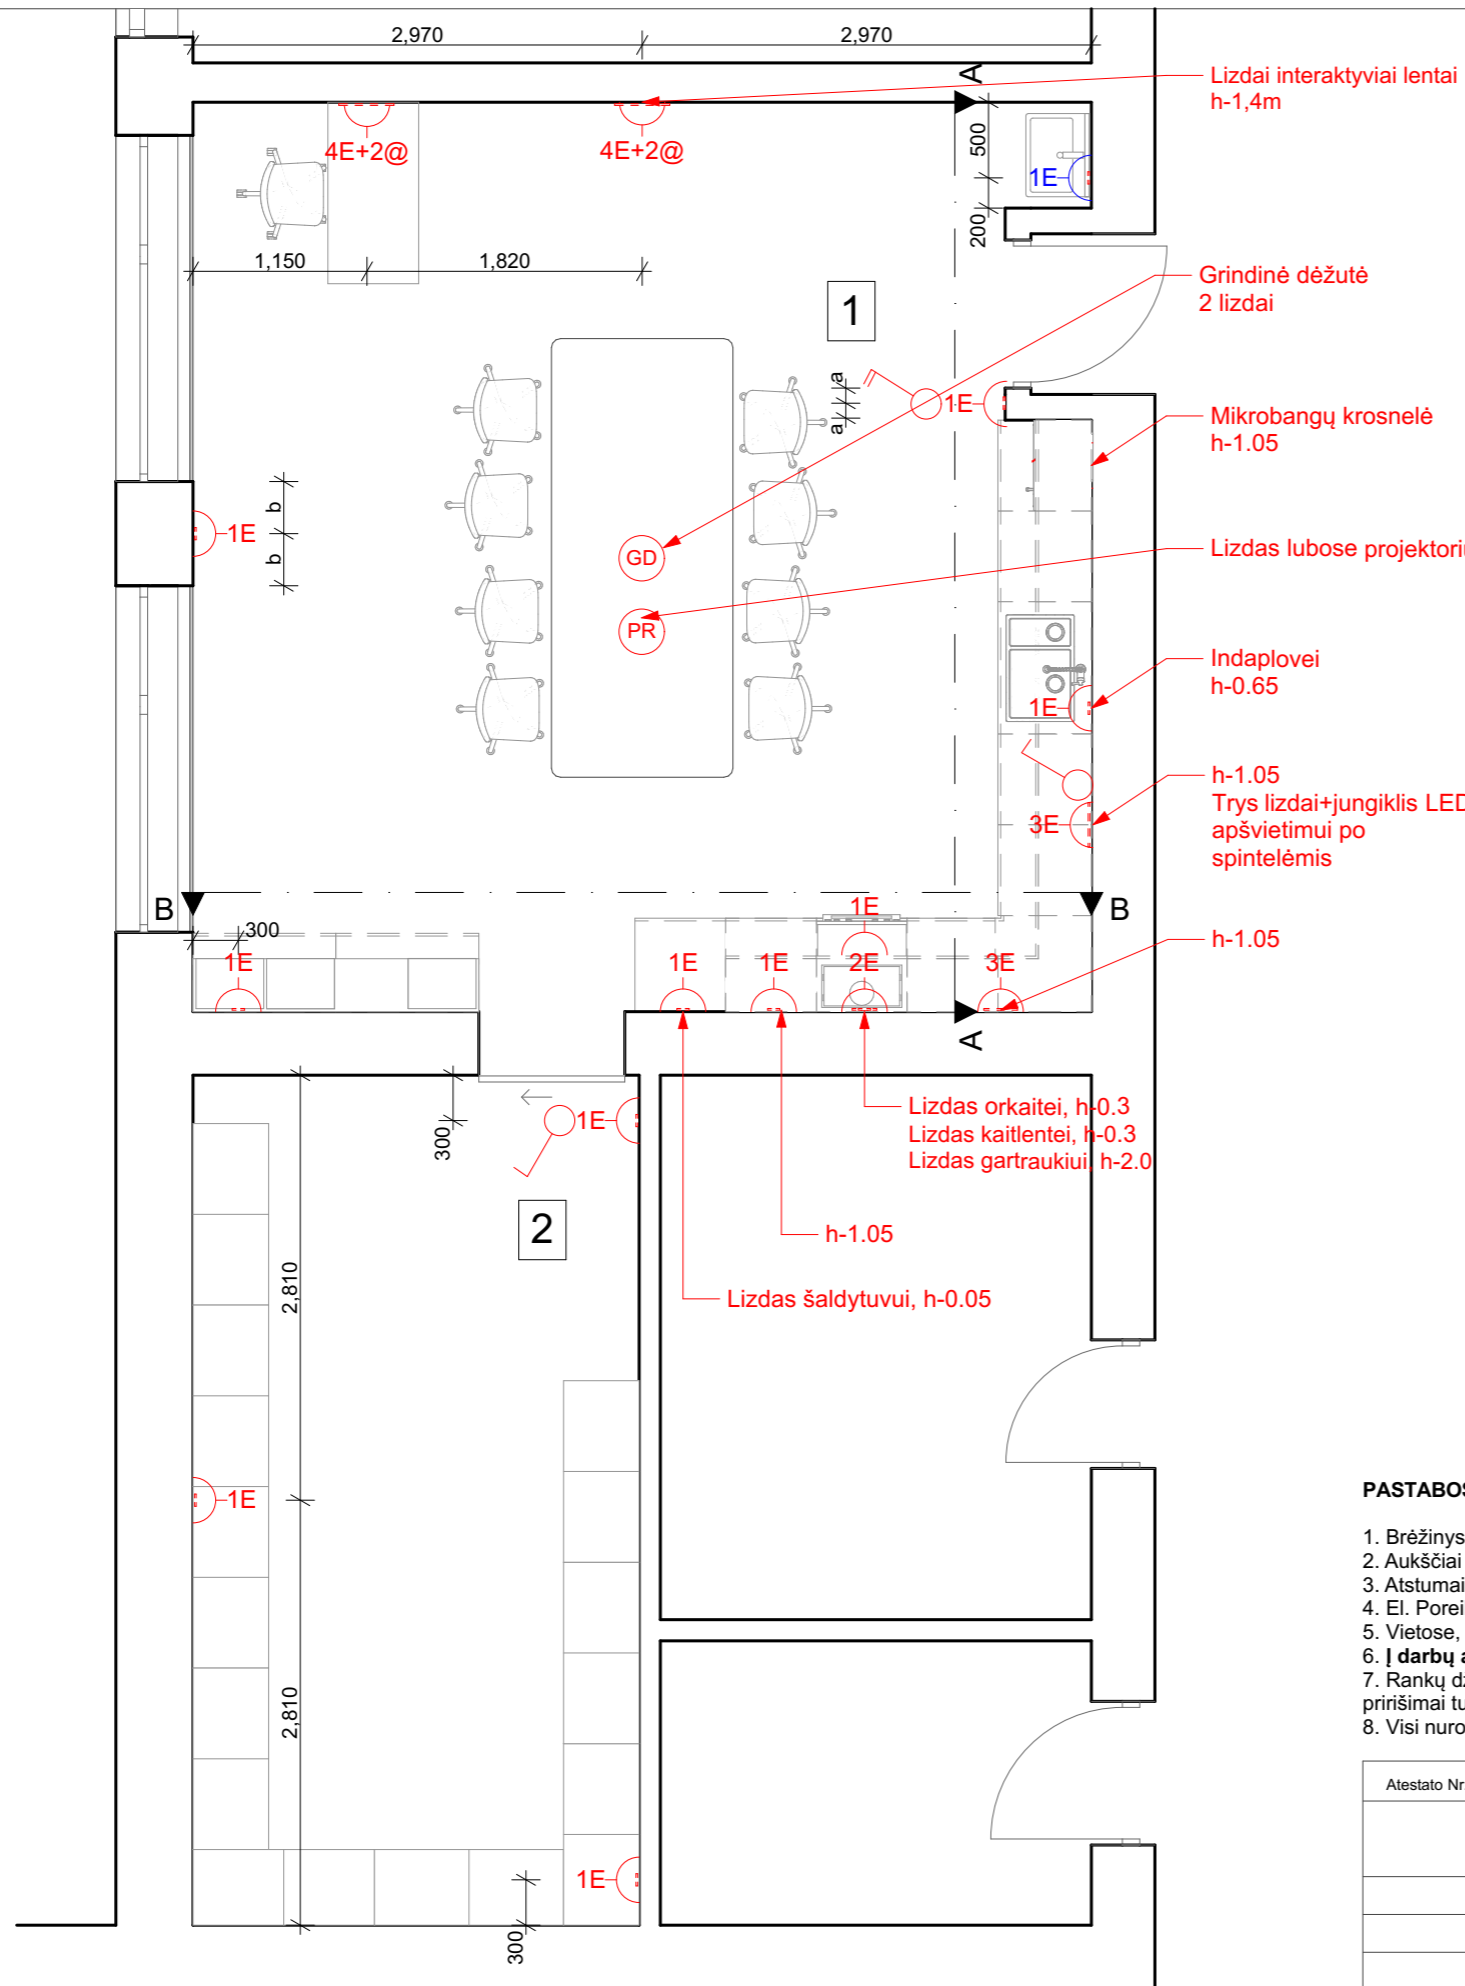 2,970
2,970
A
Lizdai interaktyviai lentai
h-1,4m
4E+2@
4E+2@
500
1E
200
1,150
1,820
Grindinė dėžutė
2 lizdai
1
a
a
1E
Mikrobangų krosnelė
h-1.05
b
b
1E
GD
Lizdas lubose
PR
Indaplovei
h-0.65
1E
h-1.05
Trys lizdai+jungiklis LED
apšvietimui po
spintelėmis
3E
B
B
300
1E
h-1.05
1E
1E
1E
2E
3E
A
Lizdas orkaitei, h-0.3
Lizdas kaitlentei, h-0.3
Lizdas gartraukiui, h-2.0
300
1E
2
h-1.05
2,810
Lizdas šaldytuvui, h-0.05
1E
PASTABOS
1. Brėžinys
2. Aukščiai
3. Atstumai
4. El.
5. Vietose,
6. Į darbų
7. Rankų
pririšimai
8. Visi
2,810
Atestato Nr.
1E
300